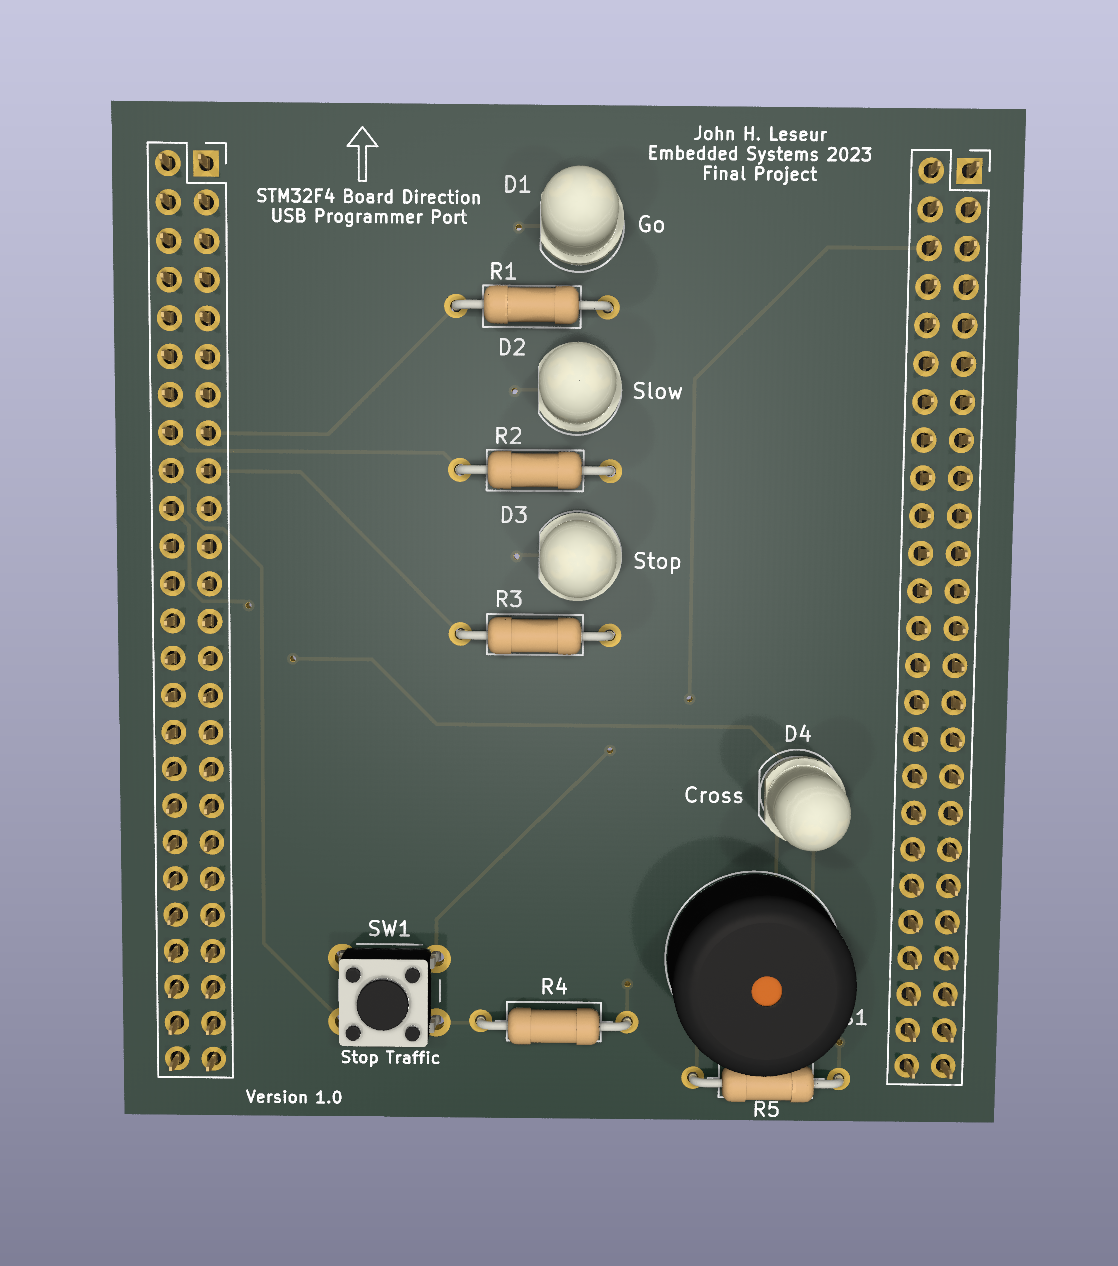 John H. Leseur
Embedded Systems 2023
Final Project
STM32F4 Board Direction
USB Programmer Port
D1
Go
R1
D2
Slow
R2
D3
Stop
R3
D4
Cross
SW1
R4
Stop Traffic
R5
Version 1.0